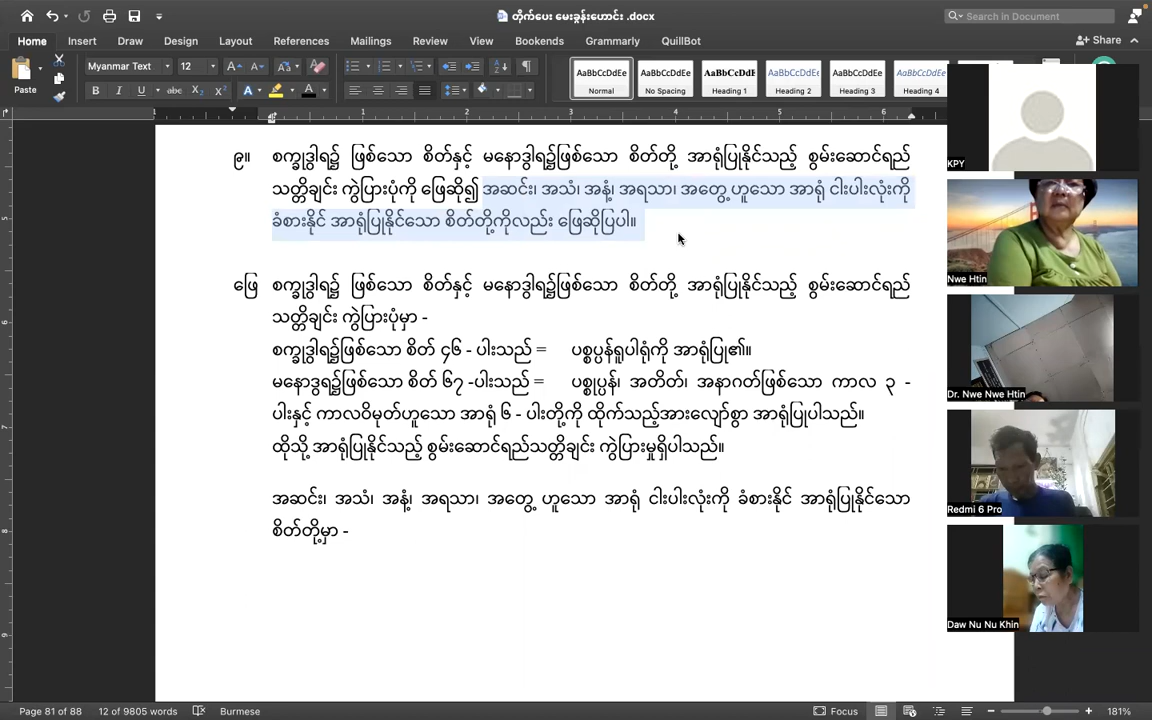 တိုက်ပေး မေးခွန်းဟောင်း .docx
Search in Document
Home Insert Draw Design Layout References Mailings Review View Bookends Grammarly QuillBot
Share
Paste
Myanmar Text 12
AaBbCcDdEe AaBbCcDdEe AaBbCcDdE AaBbCcDdE AaBbCcDdEe AaBbCcDdEe
Normal No Spacing Heading 1 Heading 2 Heading 3 Heading 4
KPY
၉။ စက္ခုဒွါရ၌ ဖြစ်သော စိတ်နှင့် မနောဒွါရ၌ဖြစ်သော စိတ်တို့ အာရုံပြုနိုင်သည့် စွမ်းဆောင်ရည်
သတ္တိချင်း ကွဲပြားပုံကို ဖြေဆို၍ အဆင်း၊ အသံ၊ အနံ့၊ အရသာ၊ အတွေ့ ဟူသော အာရုံ ငါးပါးလုံးကို
ခံစားနိုင် အာရုံပြုနိုင်သော စိတ်တို့ကိုလည်း ဖြေဆိုပြပါ။
Nwe Htin
ဖြေ စက္ခုဒွါရ၌ ဖြစ်သော စိတ်နှင့် မနောဒွါရ၌ဖြစ်သော စိတ်တို့ အာရုံပြုနိုင်သည့် စွမ်းဆောင်ရည်
သတ္တိချင်း ကွဲပြားပုံမှာ -
စက္ခုဒွါရ၌ဖြစ်သော စိတ် ၄၆ - ပါးသည် = ပစ္စပ္ပန်ရူပါရုံကို အာရုံပြု၏။
မနောဒွရ၌ဖြစ်သော စိတ် ၆၇ -ပါးသည် = ပစ္စုပ္ပန်၊ အတိတ်၊ အနာဂတ်ဖြစ်သော ကာလ ၃ -
ပါးနှင့် ကာလဝိမုတ်ဟူသော အာရုံ ၆ - ပါးတို့ကို ထိုက်သည့်အားလျော်စွာ အာရုံပြုပါသည်။
ထိုသို့ အာရုံပြုနိုင်သည့် စွမ်းဆောင်ရည်သတ္တိချင်း ကွဲပြားမှုရှိပါသည်။
Dr. Nwe Nwe Htin
အဆင်း၊ အသံ၊ အနံ့၊ အရသာ၊ အတွေ့ ဟူသော အာရုံ ငါးပါးလုံးကို ခံစားနိုင် အာရုံပြုနိုင်သော
စိတ်တို့မှာ -
Redmi 6 Pro
Daw Nu Nu Khin
Page 81 of 88 12 of 9805 words Burmese Focus 181%